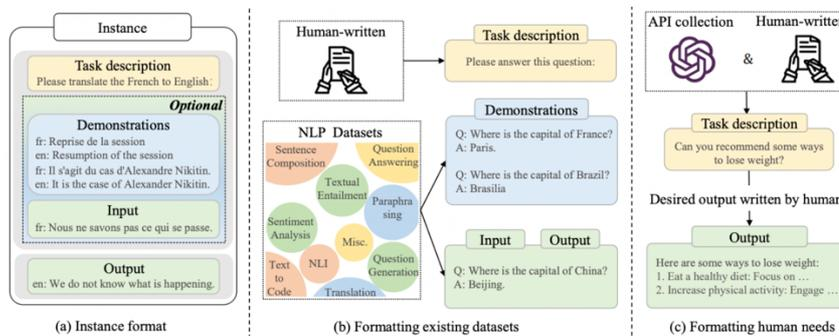 Instance
Task description
Please translate the French to English:
Optional
Demonstrations
fr: Reprise de la session
en: Resumption of the session
fr: Il s'agit du cas d'Alexandre Nikitin.
en: It is the case of Alexander Nikitin.
Input
fr: Nous ne savons pas ce qui se passe.
Output
en: We do not know what is happening.
(a) Instance format
Human-written
Task description
Please answer this question:
NLP Datasets
Sentence
Composition
Question
Answering
Textual
Entailment
Paraphra
sing
Sentiment
Analysis
Misc.
Text
to
Code
NLI
Question
Generation
Translation
Demonstrations
Q: Where is the capital of France?
A: Paris.
Q: Where is the capital of Brazil?
A: Brasilia
Input
Output
Q: Where is the capital of China?
A: Beijing.
(b) Formatting existing datasets
API collection
&
Human-writte
Task description
Can you recommend some ways
to lose weight?
Desired output written by human
Output
Here are some ways to lose weight:
1. Eat a healthy diet: Focus on …
2. Increase physical activity: Engage …
(c) Formatting human needs